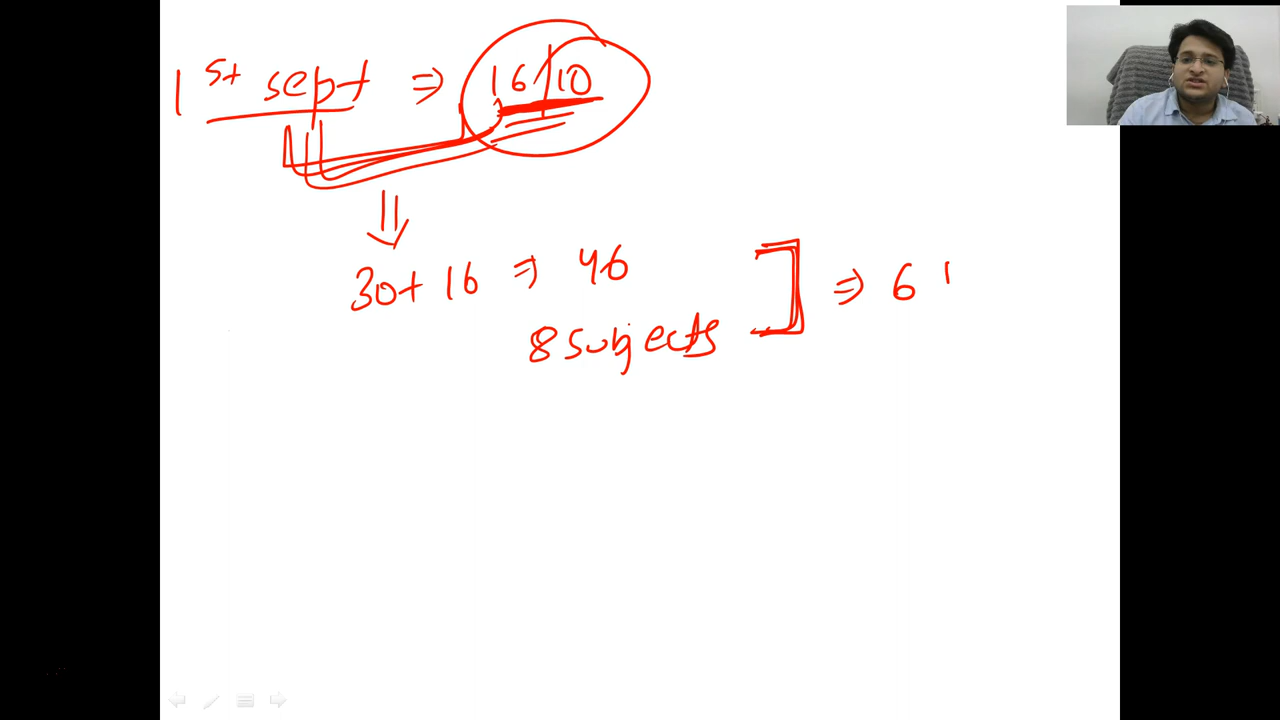 1st sept ⇒ 16/10
30+ 16 ⇒ 46
8 subjects
⇒ 6